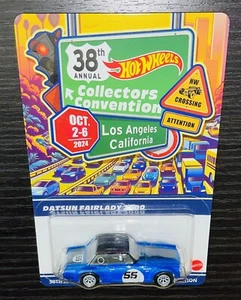 38th
ANNUAL
HOT WHEELS
Collectors
Convention
OCT.
2-6
2024
Los Angeles
California
HW
CROSSING
ATTENTION
DATSUN FAIRLADY
55